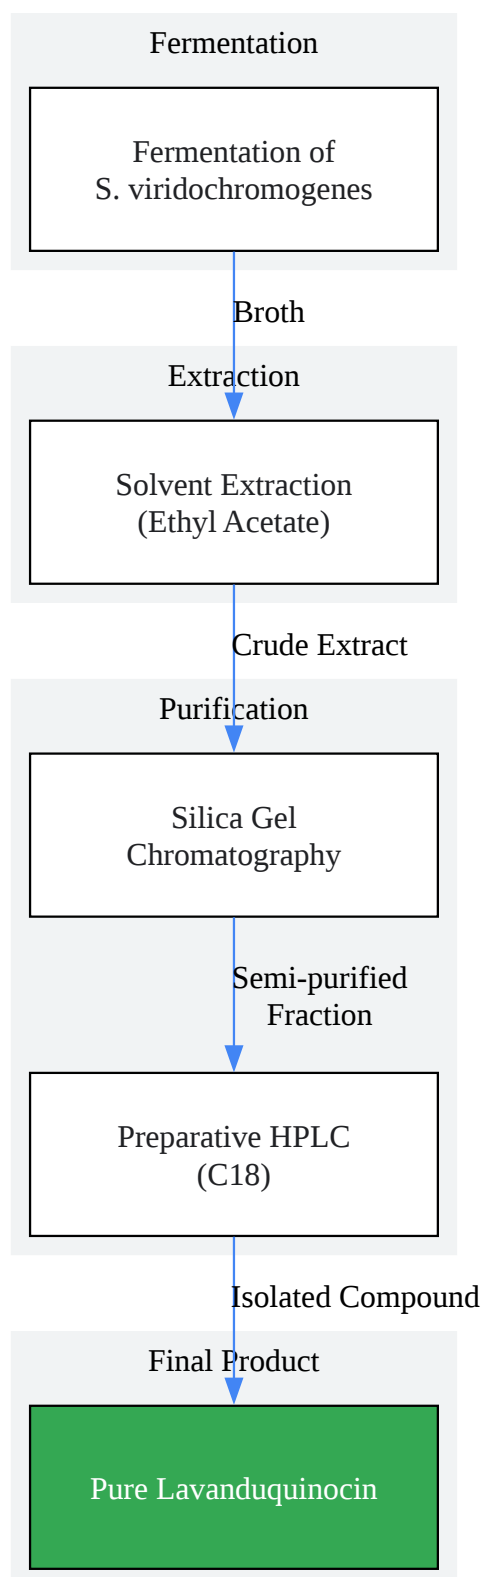 Fermentation
Fermentation of
S. viridochromogenes
Broth
Extraction
Solvent Extraction
(Ethyl Acetate)
Crude Extract
Purification
Silica Gel
Chromatography
Semi-purified
Fraction
Preparative HPLC
(C18)
Isolated Compound
Final Product
Pure Lavanduquinocin